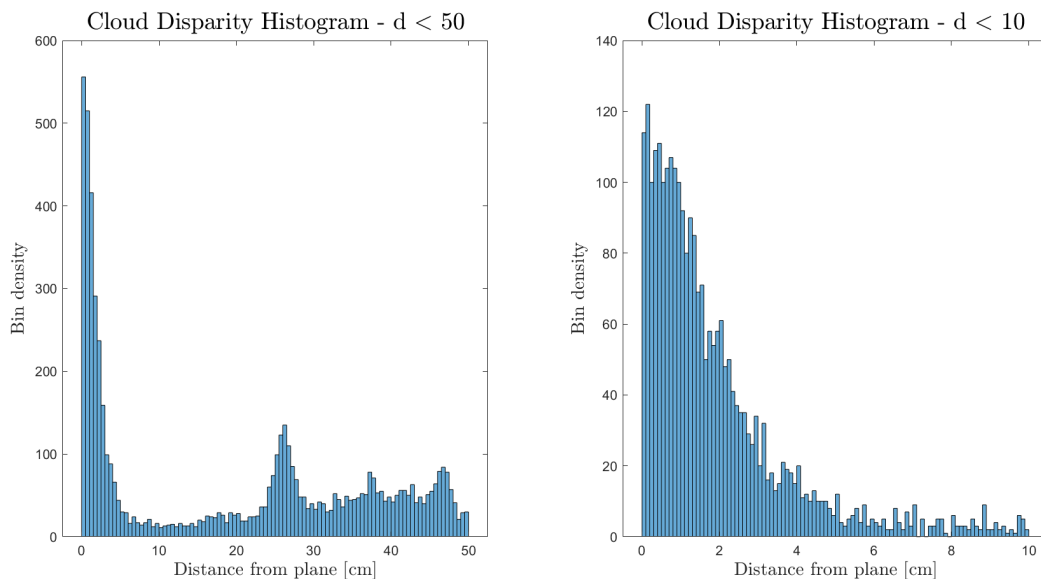 Cloud Disparity Histogram - d < 50
600
500
400
300
200
100
0
Bin density
0 10 20 30 40 50
Distance from plane [cm]
Cloud Disparity Histogram - d < 10
140
120
100
80
60
40
20
0
Bin density
0 2 4 6 8 10
Distance from plane [cm]